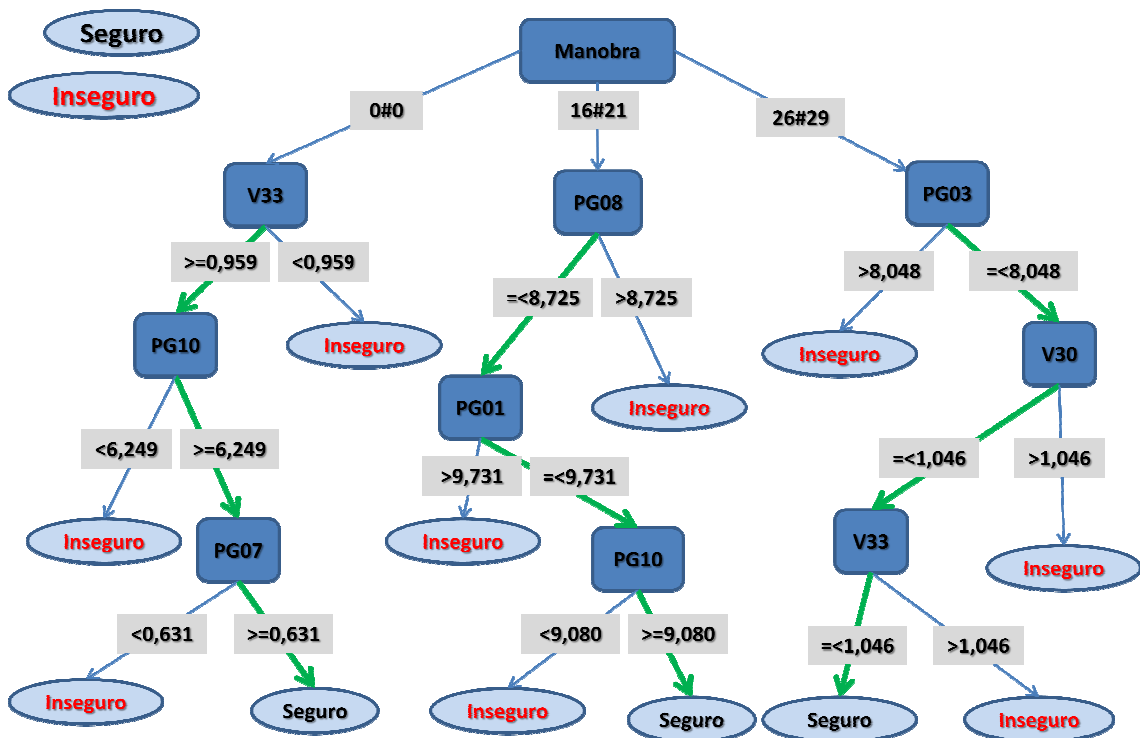 Seguro
Inseguro
Manobra
0#0
16#21
26#29
V33
PG08
PG03
>=0,959
<0,959
=<8,725
>8,725
>8,048
=<8,048
PG10
Inseguro
PG01
Inseguro
Inseguro
V30
<6,249
>=6,249
>9,731
=<9,731
=<1,046
>1,046
Inseguro
PG07
Inseguro
PG10
V33
Inseguro
<0,631
>=0,631
<9,080
>=9,080
=<1,046
>1,046
Inseguro
Seguro
Inseguro
Seguro
Seguro
Inseguro